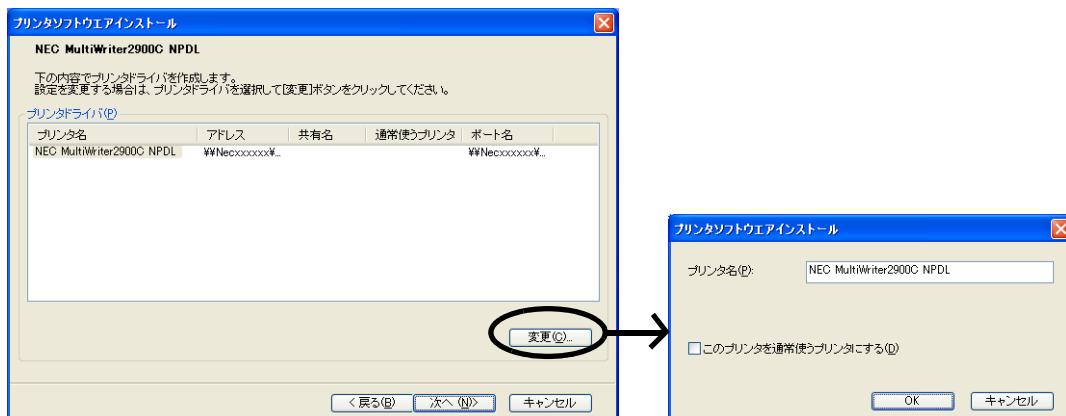 プリンタソフトウエアインストール
NEC MultiWriter2900C NPDL
下の内容でプリンタドライバを作成します。
設定を変更する場合は、プリンタドライバを選択して[変更]ボタンをクリックしてください。
プリンタドライバ(P)
プリンタ名 アドレス 共有名 通常使うプリンタ ポート名
NEC MultiWriter2900C NPDL ¥¥Necxxxxxx¥... ¥¥Necxxxxxx¥...
変更(C)...
< 戻る(B) 次へ (N)> キャンセル
プリンタソフトウエアインストール
プリンタ名(P): NEC MultiWriter2900C NPDL
このプリンタを通常使うプリンタにする(D)
OK キャンセル